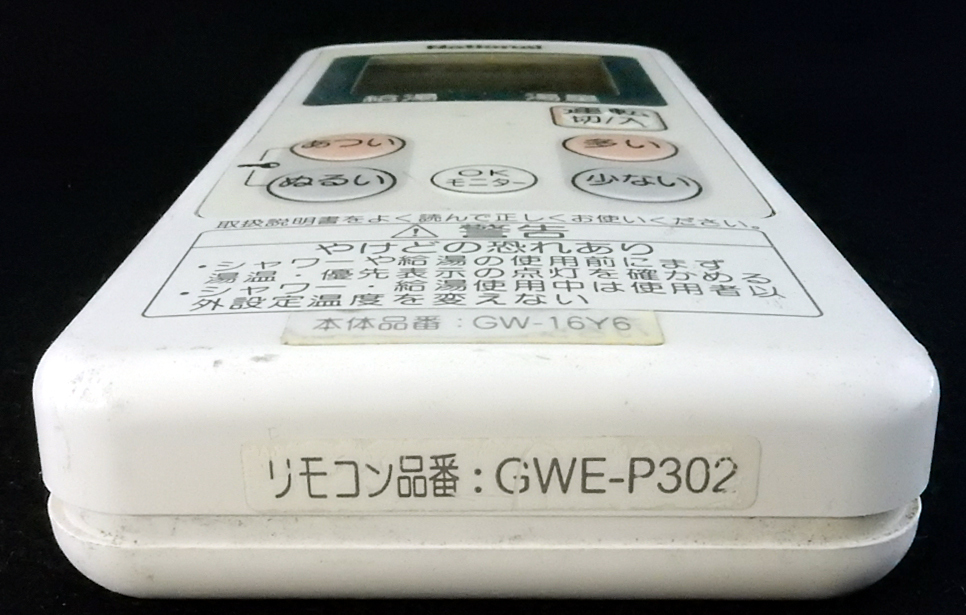 National
給湯 湯量
運転
切/入
あつい
多い
ぬるい
OK
モニター
少ない
取扱説明書をよく読んで正しくお使いください。
警告
やけどの恐れあり
・シャワーや給湯の使用前にまず
湯温・優先表示の点灯を確かめる
・シャワー・給湯使用中は使用者以
外設定温度を変えない
本体品番：GW-16Y6
リモコン品番：GWE-P302